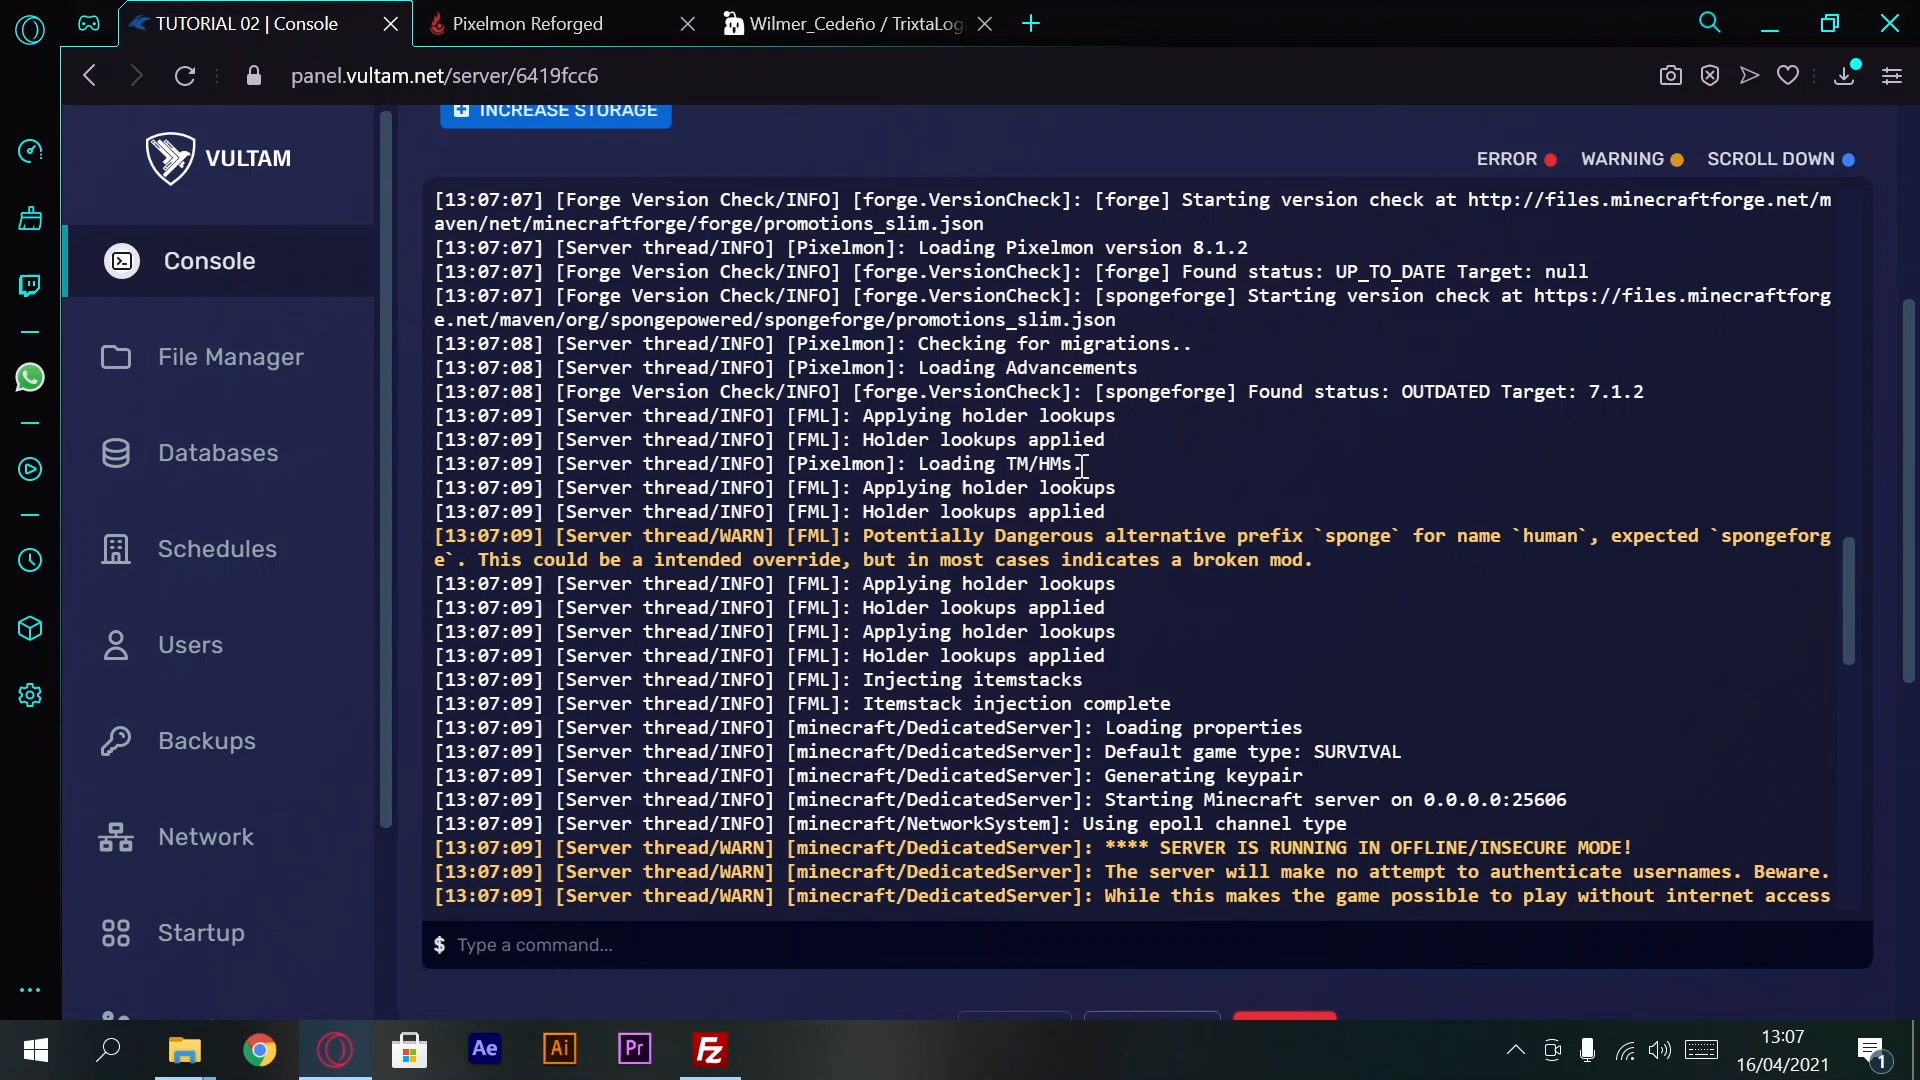 TUTORIAL 02 | Console
Pixelmon Reforged
Wilmer_Cedeño / TrixtaLog
panel.vultam.net/server/6419fcc6
INCREASE STORAGE
VULTAM
ERROR
WARNING
SCROLL DOWN
Console
File Manager
Databases
Schedules
Users
Backups
Network
Startup
[13:07:07] [Forge Version Check/INFO] [forge.VersionCheck]: [forge] Starting version check at http://files.minecraftforge.net/m
aven/net/minecraftforge/forge/promotions_slim.json
[13:07:07] [Server thread/INFO] [Pixelmon]: Loading Pixelmon version 8.1.2
[13:07:07] [Forge Version Check/INFO] [forge.VersionCheck]: [forge] Found status: UP_TO_DATE Target: null
[13:07:07] [Forge Version Check/INFO] [forge.VersionCheck]: [spongeforge] Starting version check at https://files.minecraftforg
e.net/maven/org/spongepowered/spongeforge/promotions_slim.json
[13:07:08] [Server thread/INFO] [Pixelmon]: Checking for migrations..
[13:07:08] [Server thread/INFO] [Pixelmon]: Loading Advancements
[13:07:08] [Forge Version Check/INFO] [forge.VersionCheck]: [spongeforge] Found status: OUTDATED Target: 7.1.2
[13:07:09] [Server thread/INFO] [FML]: Applying holder lookups
[13:07:09] [Server thread/INFO] [FML]: Holder lookups applied
[13:07:09] [Server thread/INFO] [Pixelmon]: Loading TM/HMs.
[13:07:09] [Server thread/INFO] [FML]: Applying holder lookups
[13:07:09] [Server thread/INFO] [FML]: Holder lookups applied
[13:07:09] [Server thread/WARN] [FML]: Potentially Dangerous alternative prefix `sponge` for name `human`, expected `spongeforg
e`. This could be a intended override, but in most cases indicates a broken mod.
[13:07:09] [Server thread/INFO] [FML]: Applying holder lookups
[13:07:09] [Server thread/INFO] [FML]: Holder lookups applied
[13:07:09] [Server thread/INFO] [FML]: Applying holder lookups
[13:07:09] [Server thread/INFO] [FML]: Holder lookups applied
[13:07:09] [Server thread/INFO] [FML]: Injecting itemstacks
[13:07:09] [Server thread/INFO] [FML]: Itemstack injection complete
[13:07:09] [Server thread/INFO] [minecraft/DedicatedServer]: Loading properties
[13:07:09] [Server thread/INFO] [minecraft/DedicatedServer]: Default game type: SURVIVAL
[13:07:09] [Server thread/INFO] [minecraft/DedicatedServer]: Generating keypair
[13:07:09] [Server thread/INFO] [minecraft/DedicatedServer]: Starting Minecraft server on 0.0.0.0:25606
[13:07:09] [Server thread/INFO] [minecraft/NetworkSystem]: Using epoll channel type
[13:07:09] [Server thread/WARN] [minecraft/DedicatedServer]: **** SERVER IS RUNNING IN OFFLINE/INSECURE MODE!
[13:07:09] [Server thread/WARN] [minecraft/DedicatedServer]: The server will make no attempt to authenticate usernames. Beware.
[13:07:09] [Server thread/WARN] [minecraft/DedicatedServer]: While this makes the game possible to play without internet access
$ Type a command...
Ae
Ai
Pr
FZ
13:07
16/04/2021
1